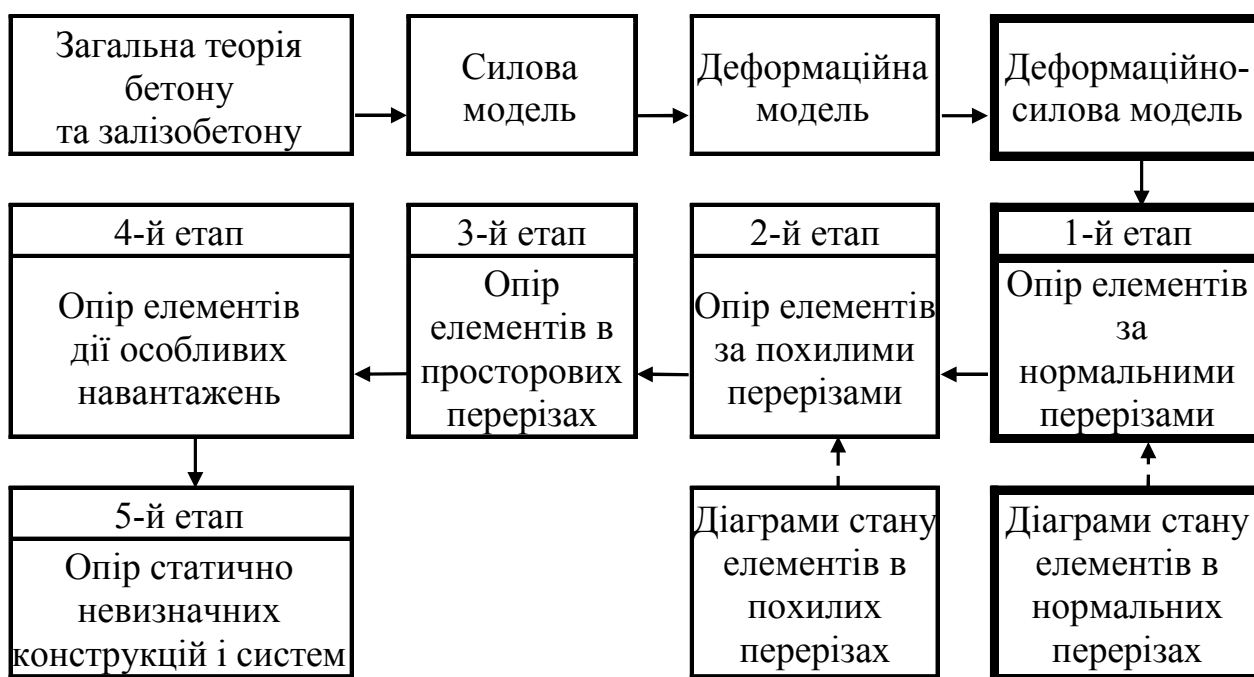 Загальна теорія
бетону
та залізобетону
Силова
модель
Деформаційна
модель
Деформаційно-
силова модель
4-й етап
Опір елементів
дії особливих
навантажень
3-й етап
Опір
елементів в
просторових
перерізах
2-й етап
Опір елементів
за похилими
перерізами
1-й етап
Опір елементів
за
нормальними
перерізами
5-й етап
Опір статично
невизначних
конструкцій і систем
Діаграми стану
елементів в
похилих
перерізах
Діаграми стану
елементів в
нормальних
перерізах